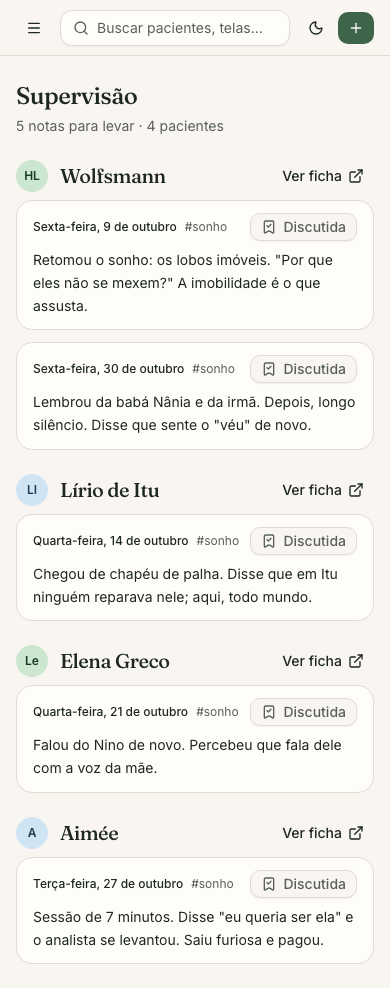 Buscar pacientes, telas...
Supervisão
5 notas para levar · 4 pacientes
HL Wolfsmann Ver ficha
Sexta-feira, 9 de outubro #sonho Discutida
Retomou o sonho: os lobos imóveis. "Por que
eles não se mexem?" A imobilidade é o que
assusta.
Sexta-feira, 30 de outubro #sonho Discutida
Lembrou da babá Nânia e da irmã. Depois, longo
silêncio. Disse que sente o "véu" de novo.
LI Lírio de Itu Ver ficha
Quarta-feira, 14 de outubro #sonho Discutida
Chegou de chapéu de palha. Disse que em Itu
ninguém reparava nele; aqui, todo mundo.
Le Elena Greco Ver ficha
Quarta-feira, 21 de outubro #sonho Discutida
Falou do Nino de novo. Percebeu que fala dele
com a voz da mãe.
A Aimée Ver ficha
Terça-feira, 27 de outubro #sonho Discutida
Sessão de 7 minutos. Disse "eu queria ser ela" e
o analista se levantou. Saiu furiosa e pagou.